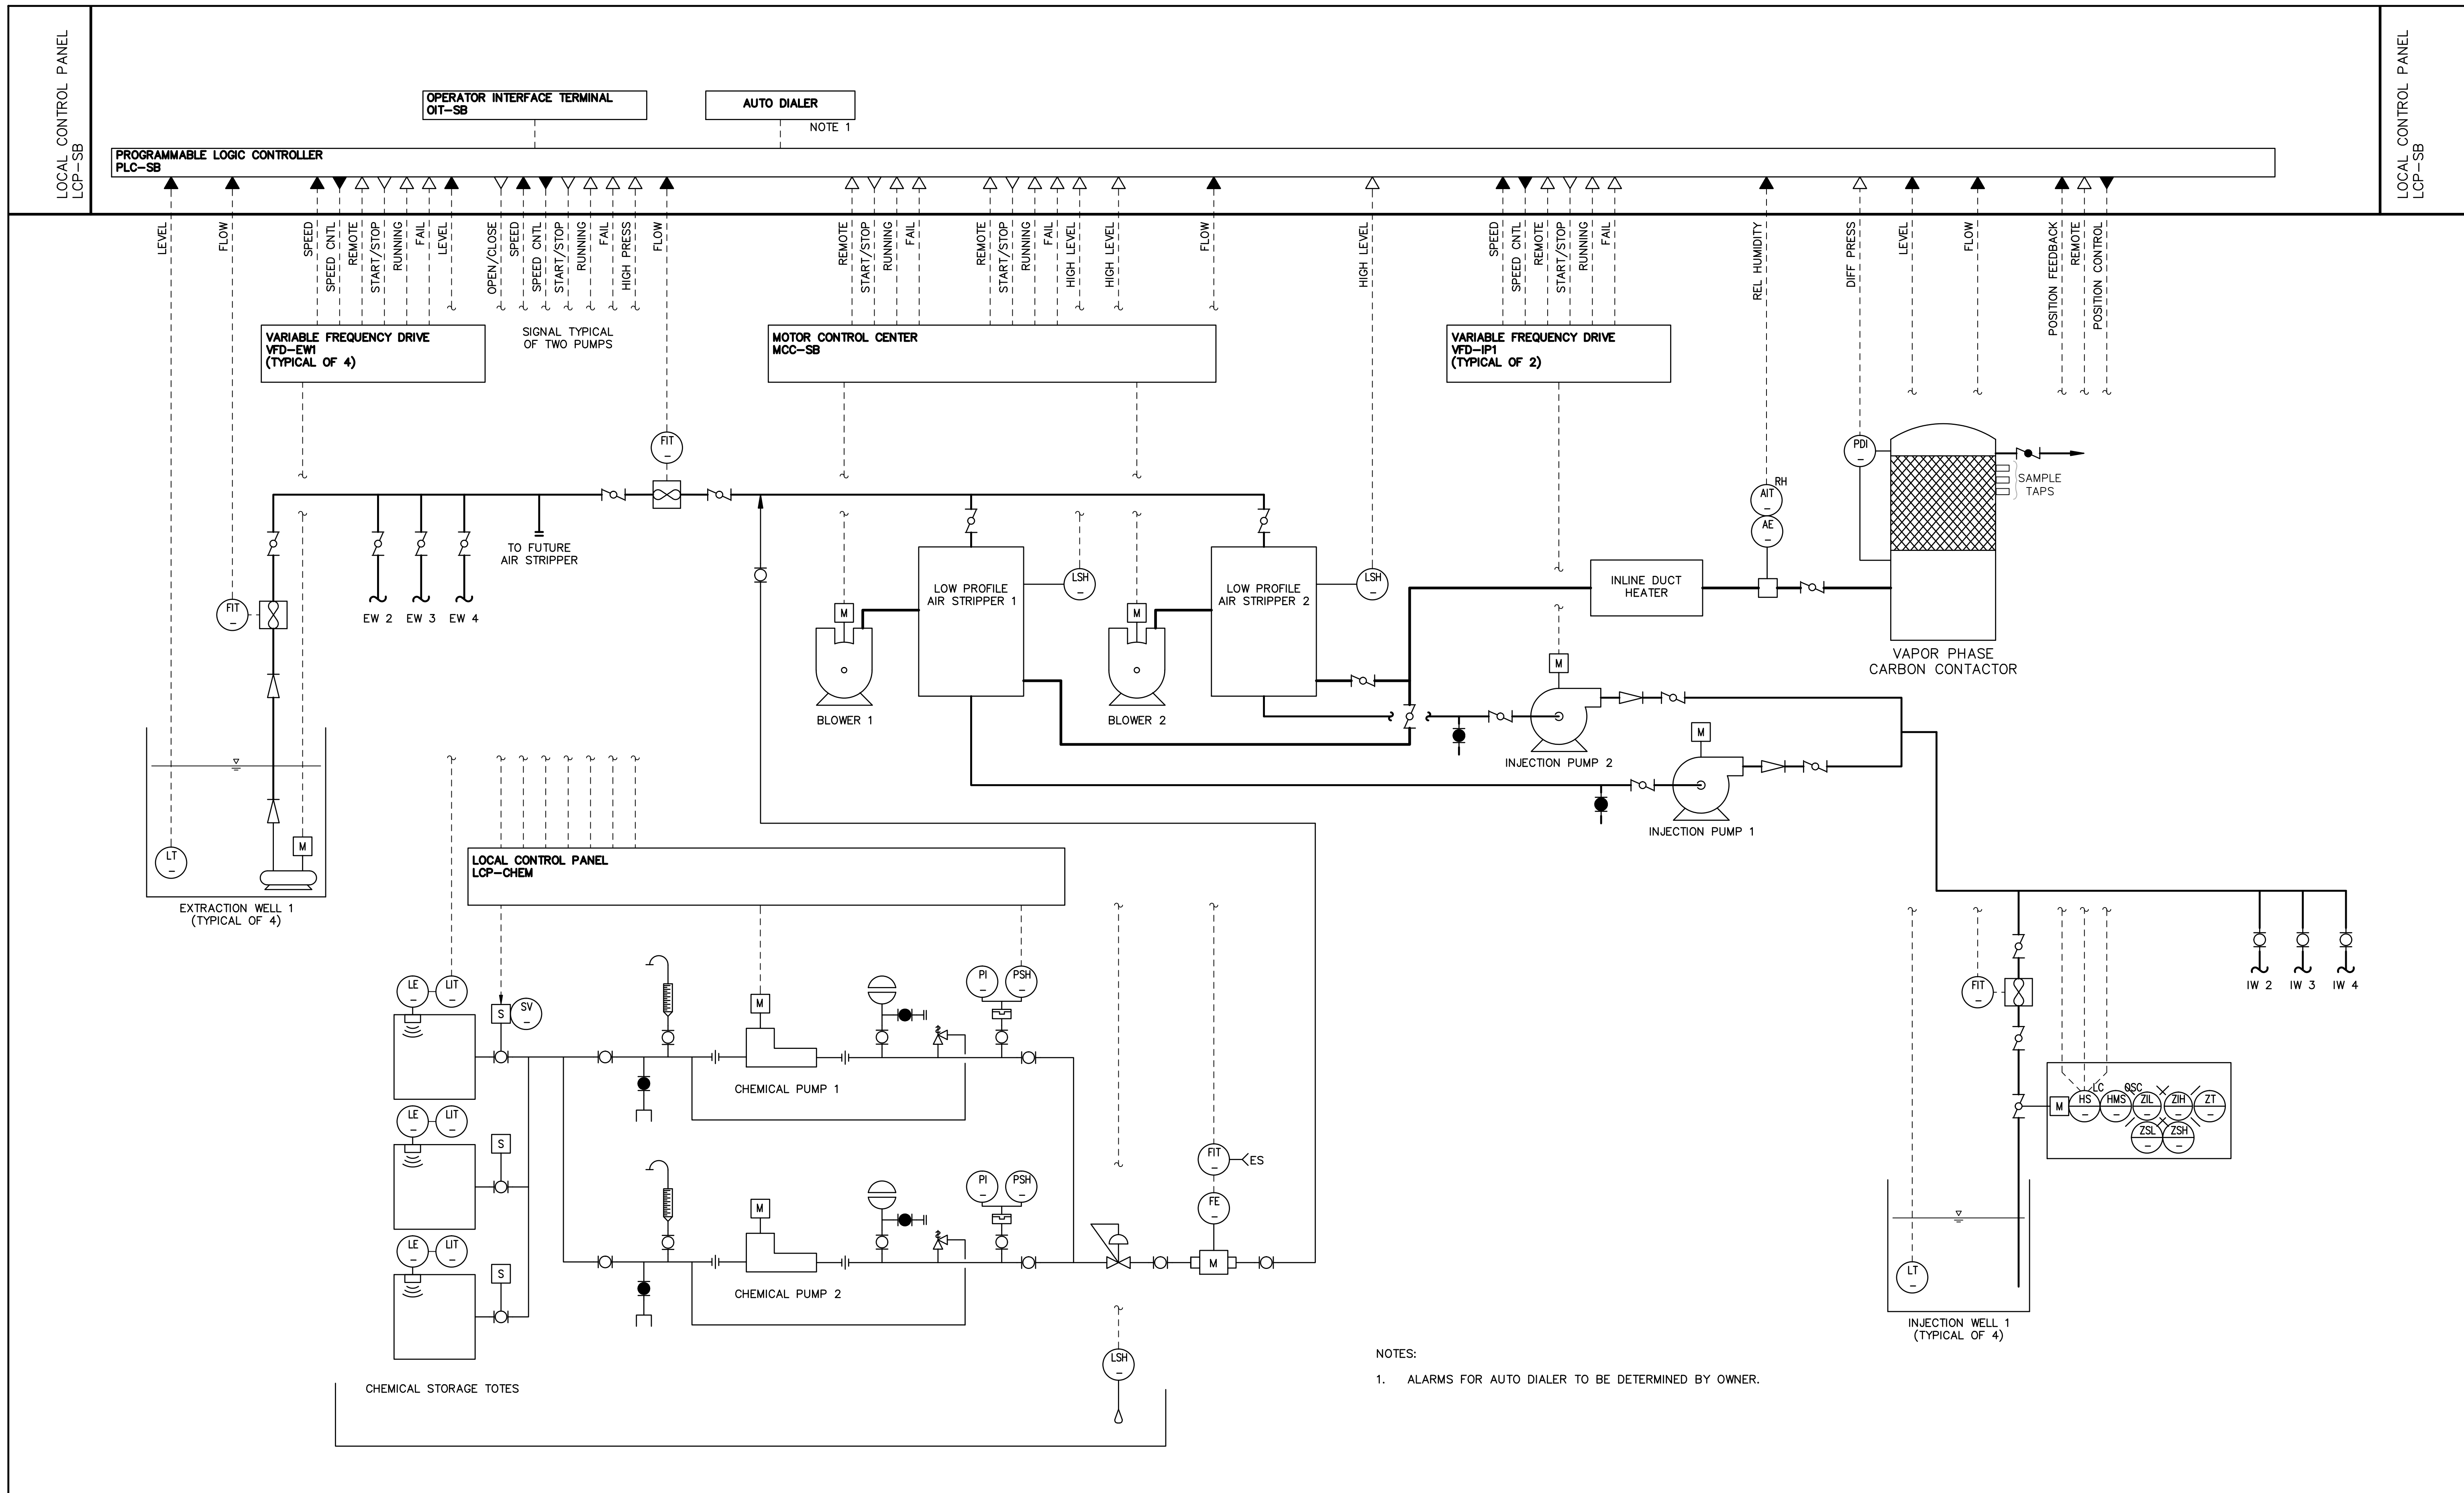 LOCAL CONTROL PANEL
LCP-SB
LOCAL CONTROL PANEL
LCP-SB
OPERATOR INTERFACE TERMINAL
OIT-SB
AUTO DIALER
NOTE 1
PROGRAMMABLE LOGIC CONTROLLER
PLC-SB
LEVEL
FLOW
SPEED
SPEED CNTL
REMOTE
START/STOP
RUNNING
FAIL
LEVEL
OPEN/CLOSE
SPEED
SPEED CNTL
START/STOP
RUNNING
FAIL
HIGH PRESS
FLOW
REMOTE
START/STOP
RUNNING
FAIL
REMOTE
START/STOP
RUNNING
FAIL
HIGH LEVEL
HIGH LEVEL
FLOW
HIGH LEVEL
SPEED
SPEED CNTL
REMOTE
START/STOP
RUNNING
FAIL
REL HUMIDITY
DIFF PRESS
LEVEL
FLOW
POSITION FEEDBACK
REMOTE
POSITION CONTROL
VARIABLE FREQUENCY DRIVE
VFD-EW1
(TYPICAL OF 4)
SIGNAL TYPICAL
OF TWO PUMPS
MOTOR CONTROL CENTER
MCC-SB
VARIABLE FREQUENCY DRIVE
VFD-IP1
(TYPICAL OF 2)
FIT
–
PDI
–
SAMPLE
TAPS
RH
AIT
–
AE
–
TO FUTURE
AIR STRIPPER
EW 2
EW 3
EW 4
FIT
–
M
LOW PROFILE
AIR STRIPPER 1
LSH
–
M
LOW PROFILE
AIR STRIPPER 2
LSH
–
INLINE DUCT
HEATER
VAPOR PHASE
CARBON CONTACTOR
BLOWER 1
BLOWER 2
M
INJECTION PUMP 2
M
INJECTION PUMP 1
LT
–
M
EXTRACTION WELL 1
(TYPICAL OF 4)
LOCAL CONTROL PANEL
LCP-CHEM
LE
–
LIT
–
S
SV
–
M
PI
–
PSH
–
CHEMICAL PUMP 1
LE
–
LIT
–
S
M
PI
–
PSH
–
FIT
–
ES
FE
–
M
CHEMICAL PUMP 2
LE
–
LIT
–
S
LSH
–
CHEMICAL STORAGE TOTES
IW 2
IW 3
IW 4
FIT
–
LC
OSC
M
HS
–
HMS
–
ZIL
–
ZIH
–
ZT
–
ZSL
–
ZSH
–
LT
–
INJECTION WELL 1
(TYPICAL OF 4)
NOTES:
1. ALARMS FOR AUTO DIALER TO BE DETERMINED BY OWNER.